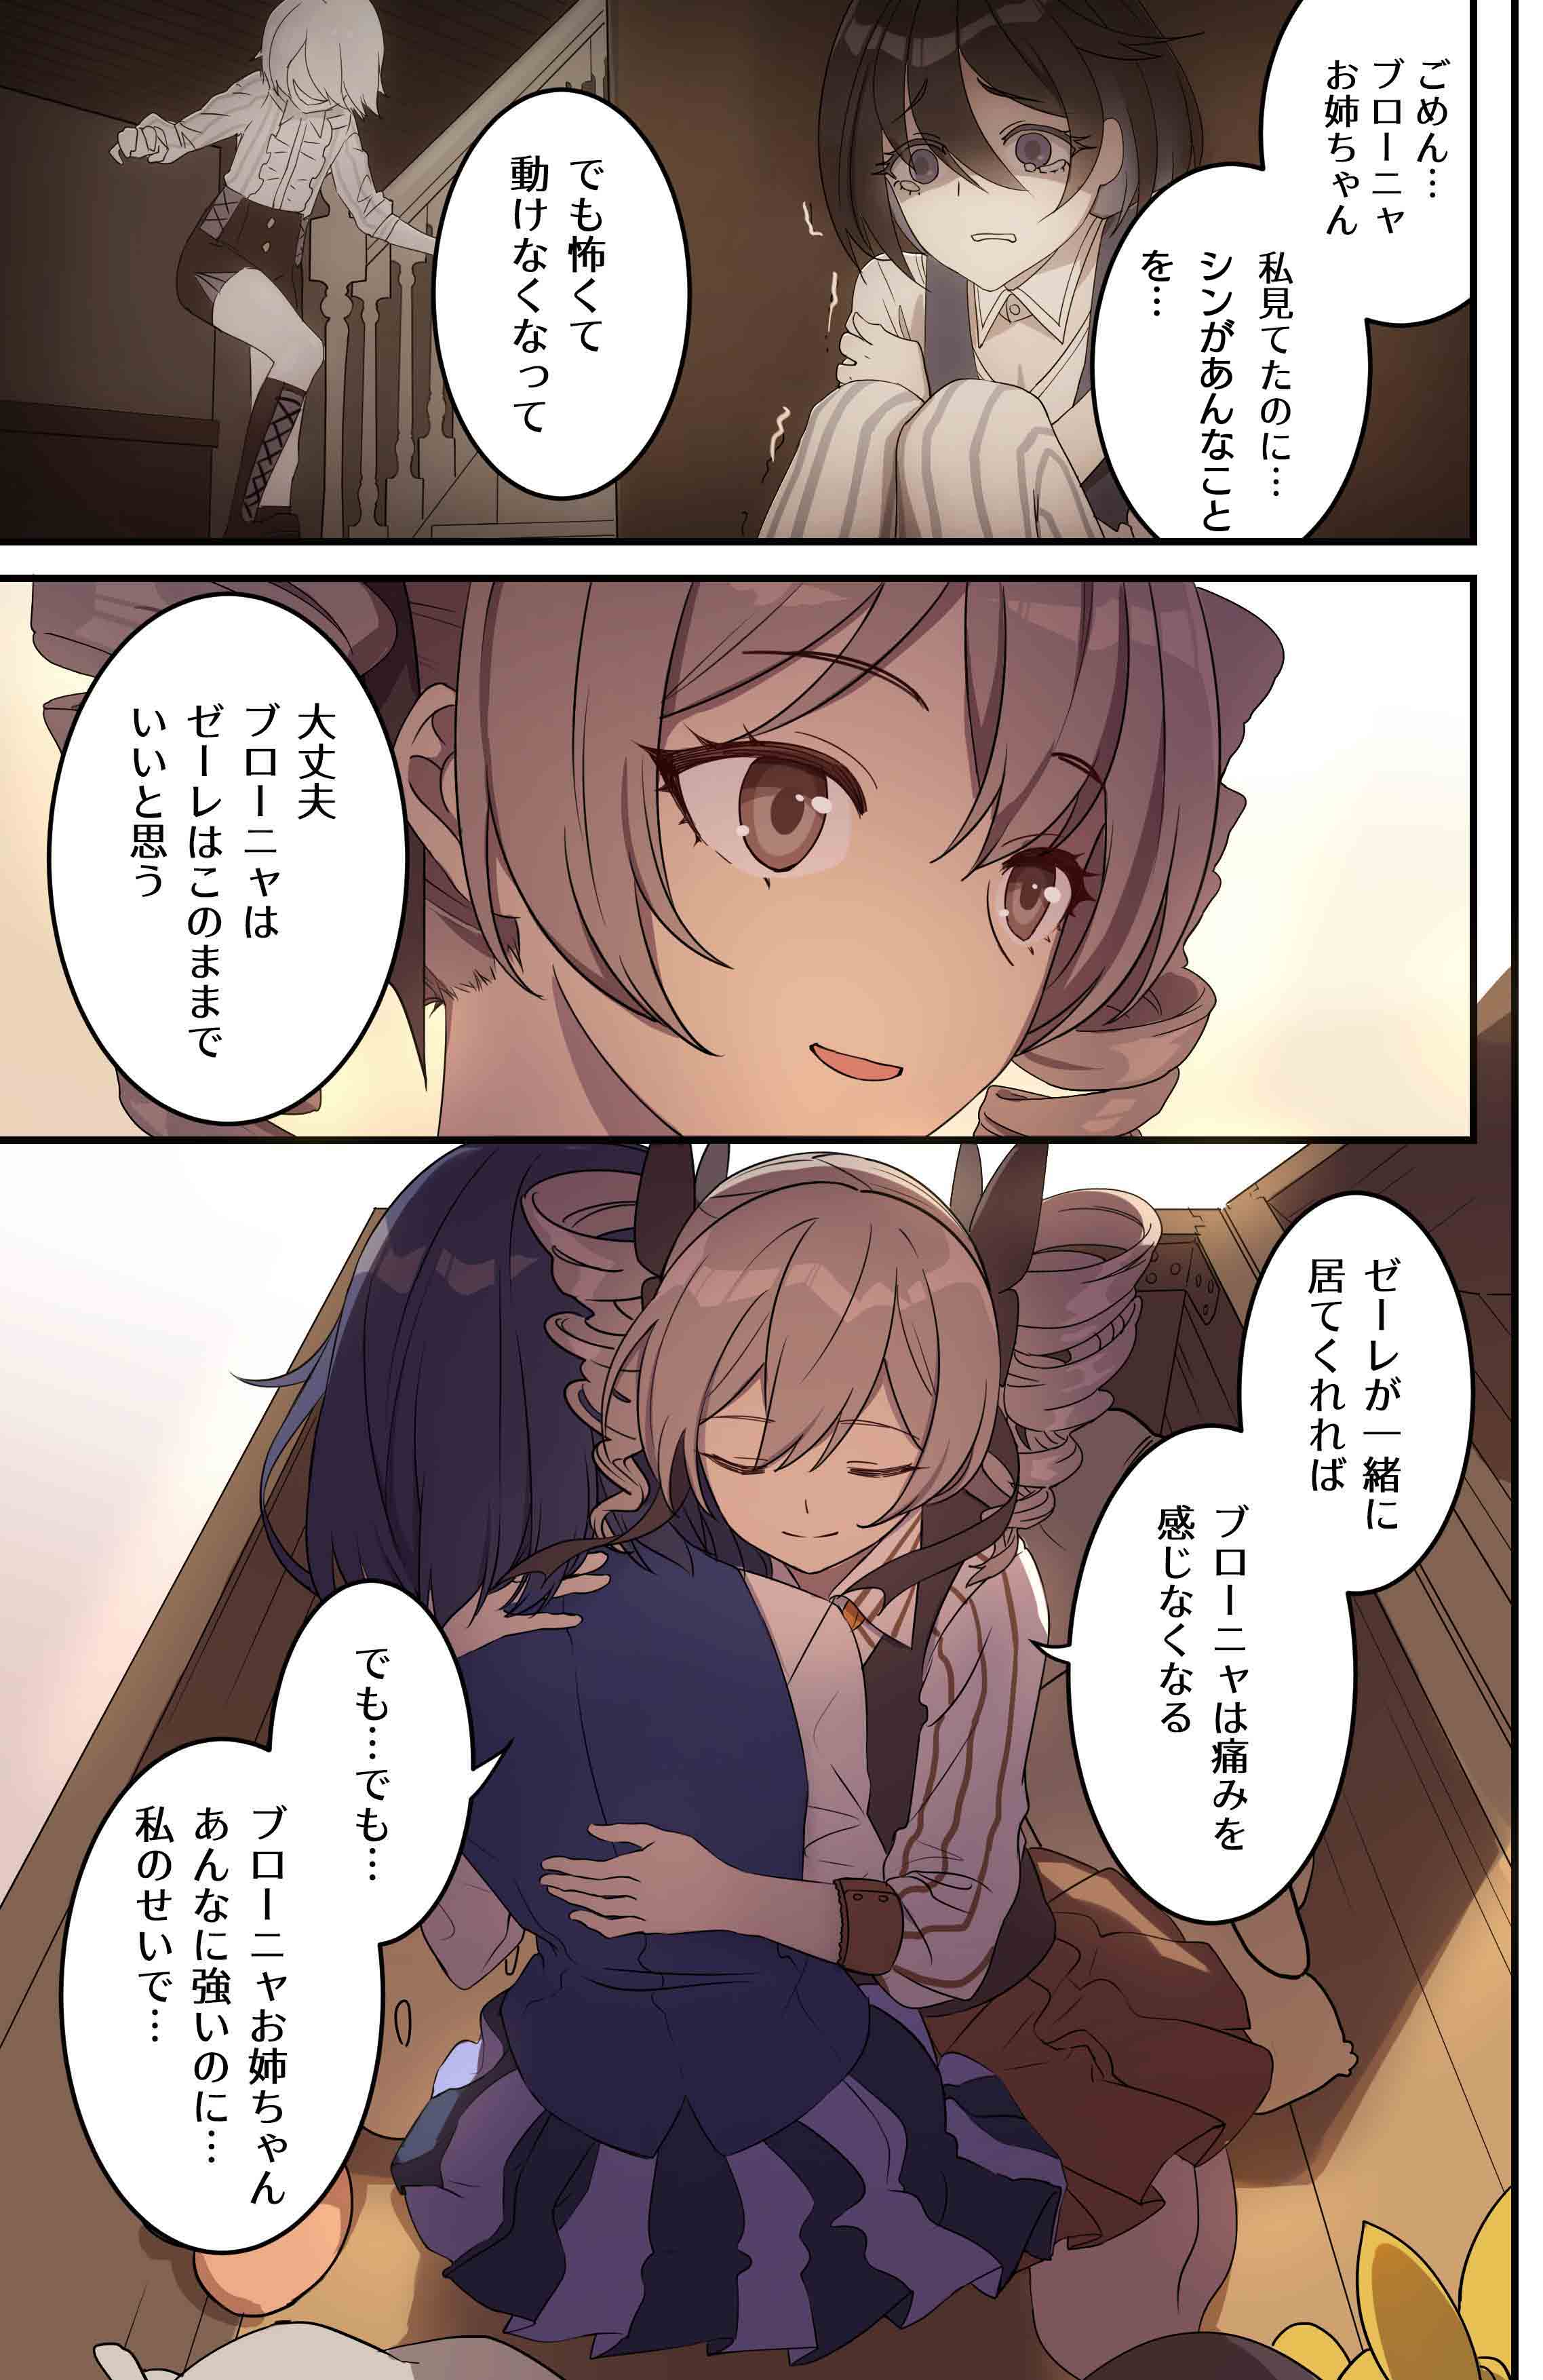 ごめん…
ブローニャ
お姉ちゃん
私見てたのに…
シンがあんなこと
を…
でも怖くて
動けなくなって
大丈夫
ブローニャは
ゼーレはこのままで
いいと思う
ゼーレが一緒に
居てくれれば
ブローニャは痛みを
感じなくなる
でも…でも…
ブローニャお姉ちゃん
あんなに強いのに…
私のせいで…